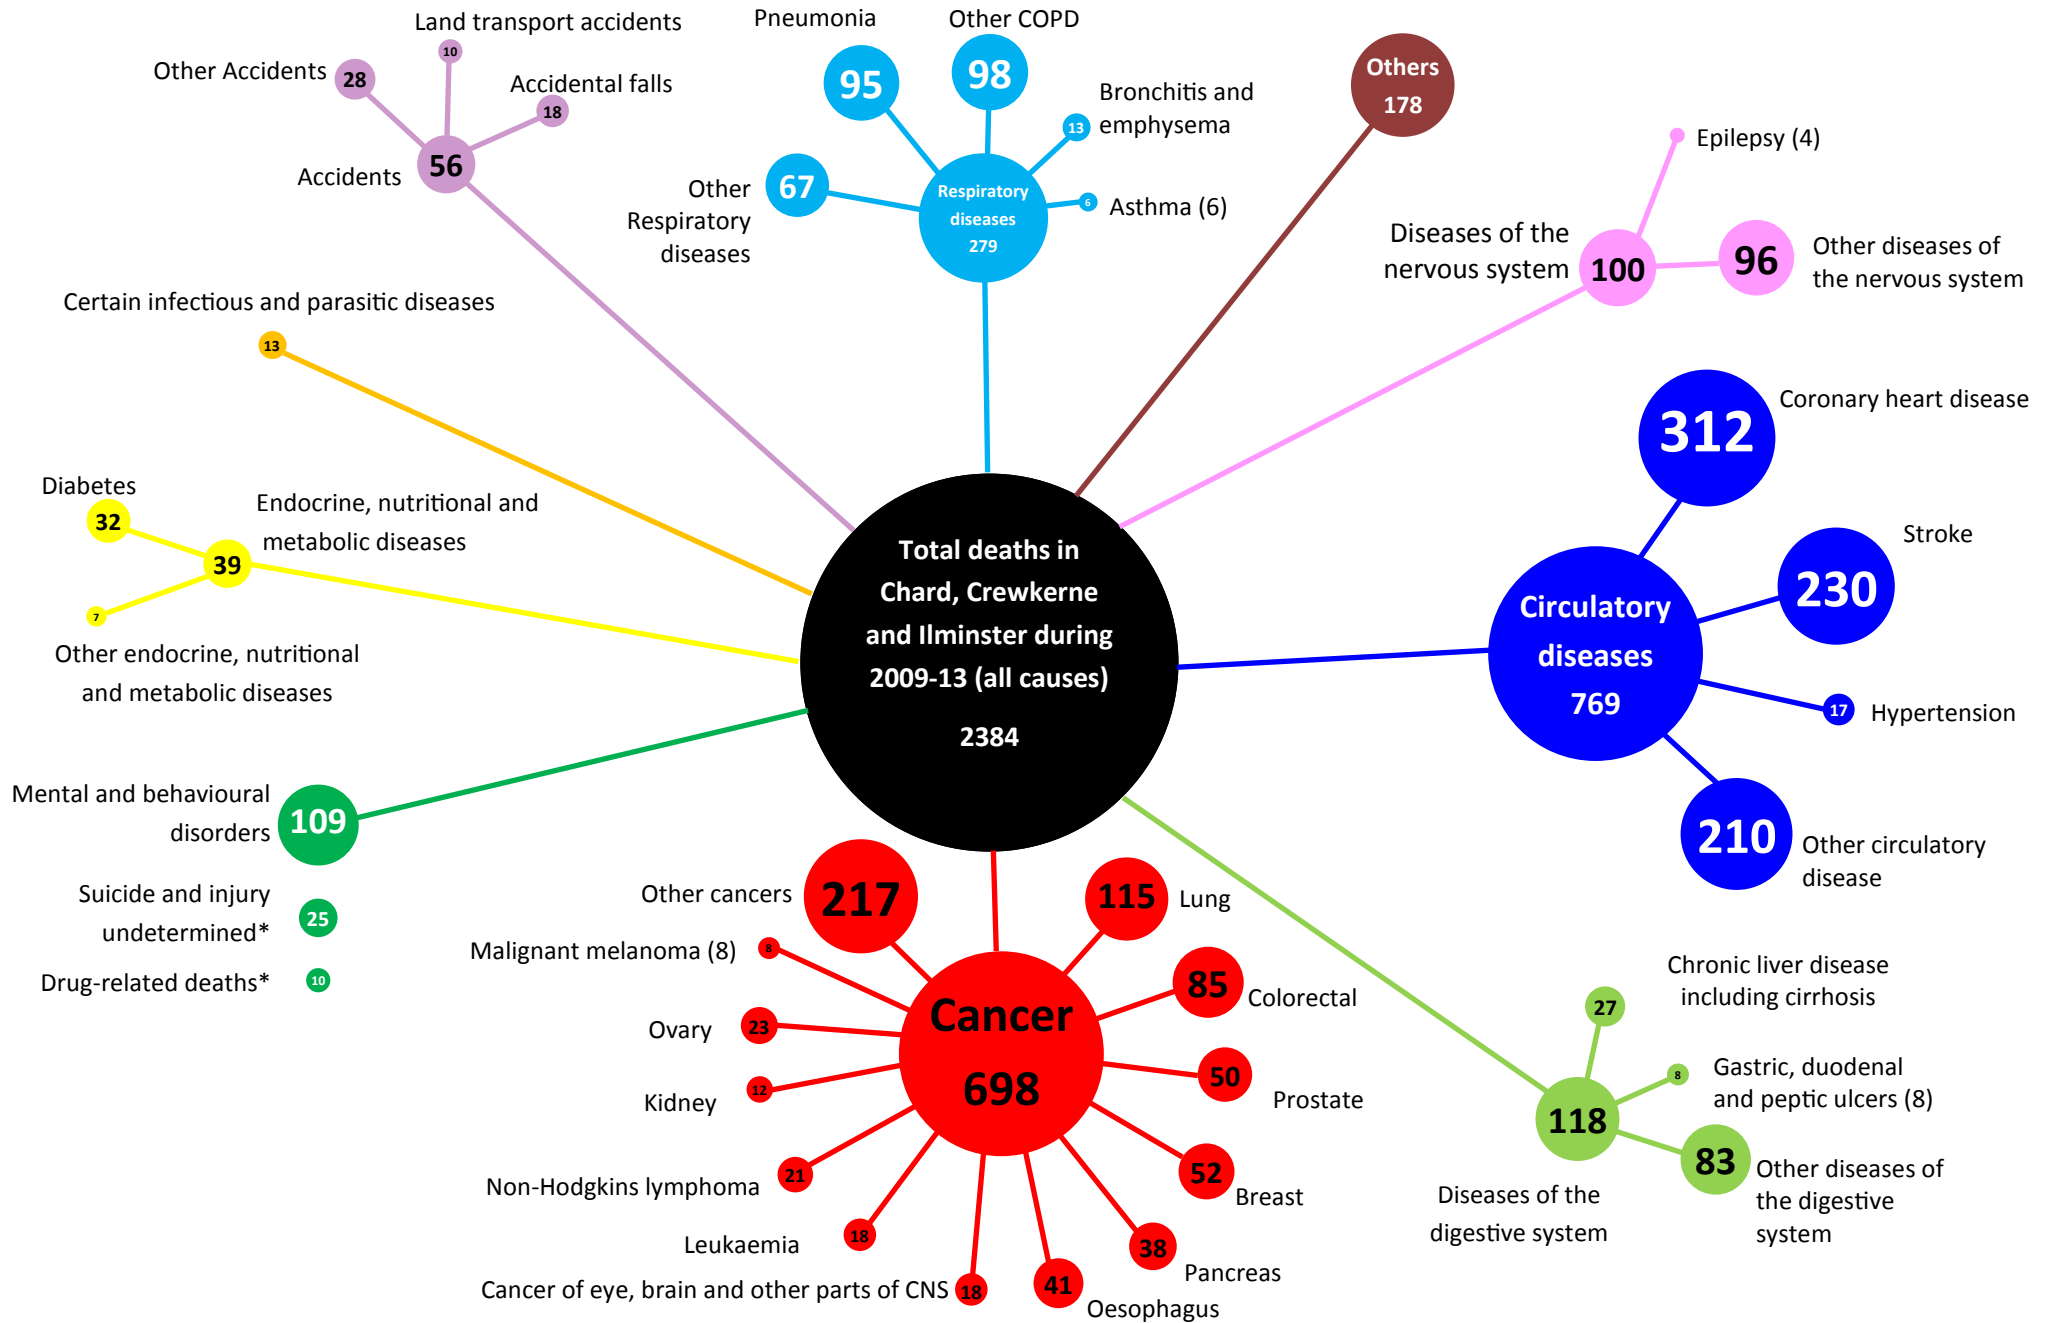 Land transport accidents
10
Other Accidents
28
Accidental falls
18
Accidents
56
Pneumonia
95
Other COPD
98
Bronchitis and
emphysema
13
Other
Respiratory
diseases
67
Respiratory
diseases
279
6
Asthma (6)
Others
178
Epilepsy (4)
Diseases of the
nervous system
100
96
Other diseases of
the nervous system
Certain infectious and parasitic diseases
13
Diabetes
32
Endocrine, nutritional and
metabolic diseases
39
7
Other endocrine, nutritional
and metabolic diseases
Total deaths in
Chard, Crewkerne
and Ilminster during
2009-13 (all causes)
2384
312
Coronary heart disease
Stroke
230
Circulatory
diseases
769
17
Hypertension
210
Other circulatory
disease
Mental and behavioural
disorders
109
Suicide and injury
undetermined*
25
Drug-related deaths*
10
Other cancers
217
115
Lung
Malignant melanoma (8)
8
85
Colorectal
Cancer
698
Ovary
23
Kidney
12
50
Prostate
Non-Hodgkins lymphoma
21
52
Breast
Leukaemia
18
38
Pancreas
Cancer of eye, brain and other parts of CNS
18
41
Oesophagus
Chronic liver disease
including cirrhosis
27
8
Gastric, duodenal
and peptic ulcers (8)
118
83
Other diseases of
the digestive
system
Diseases of the
digestive system